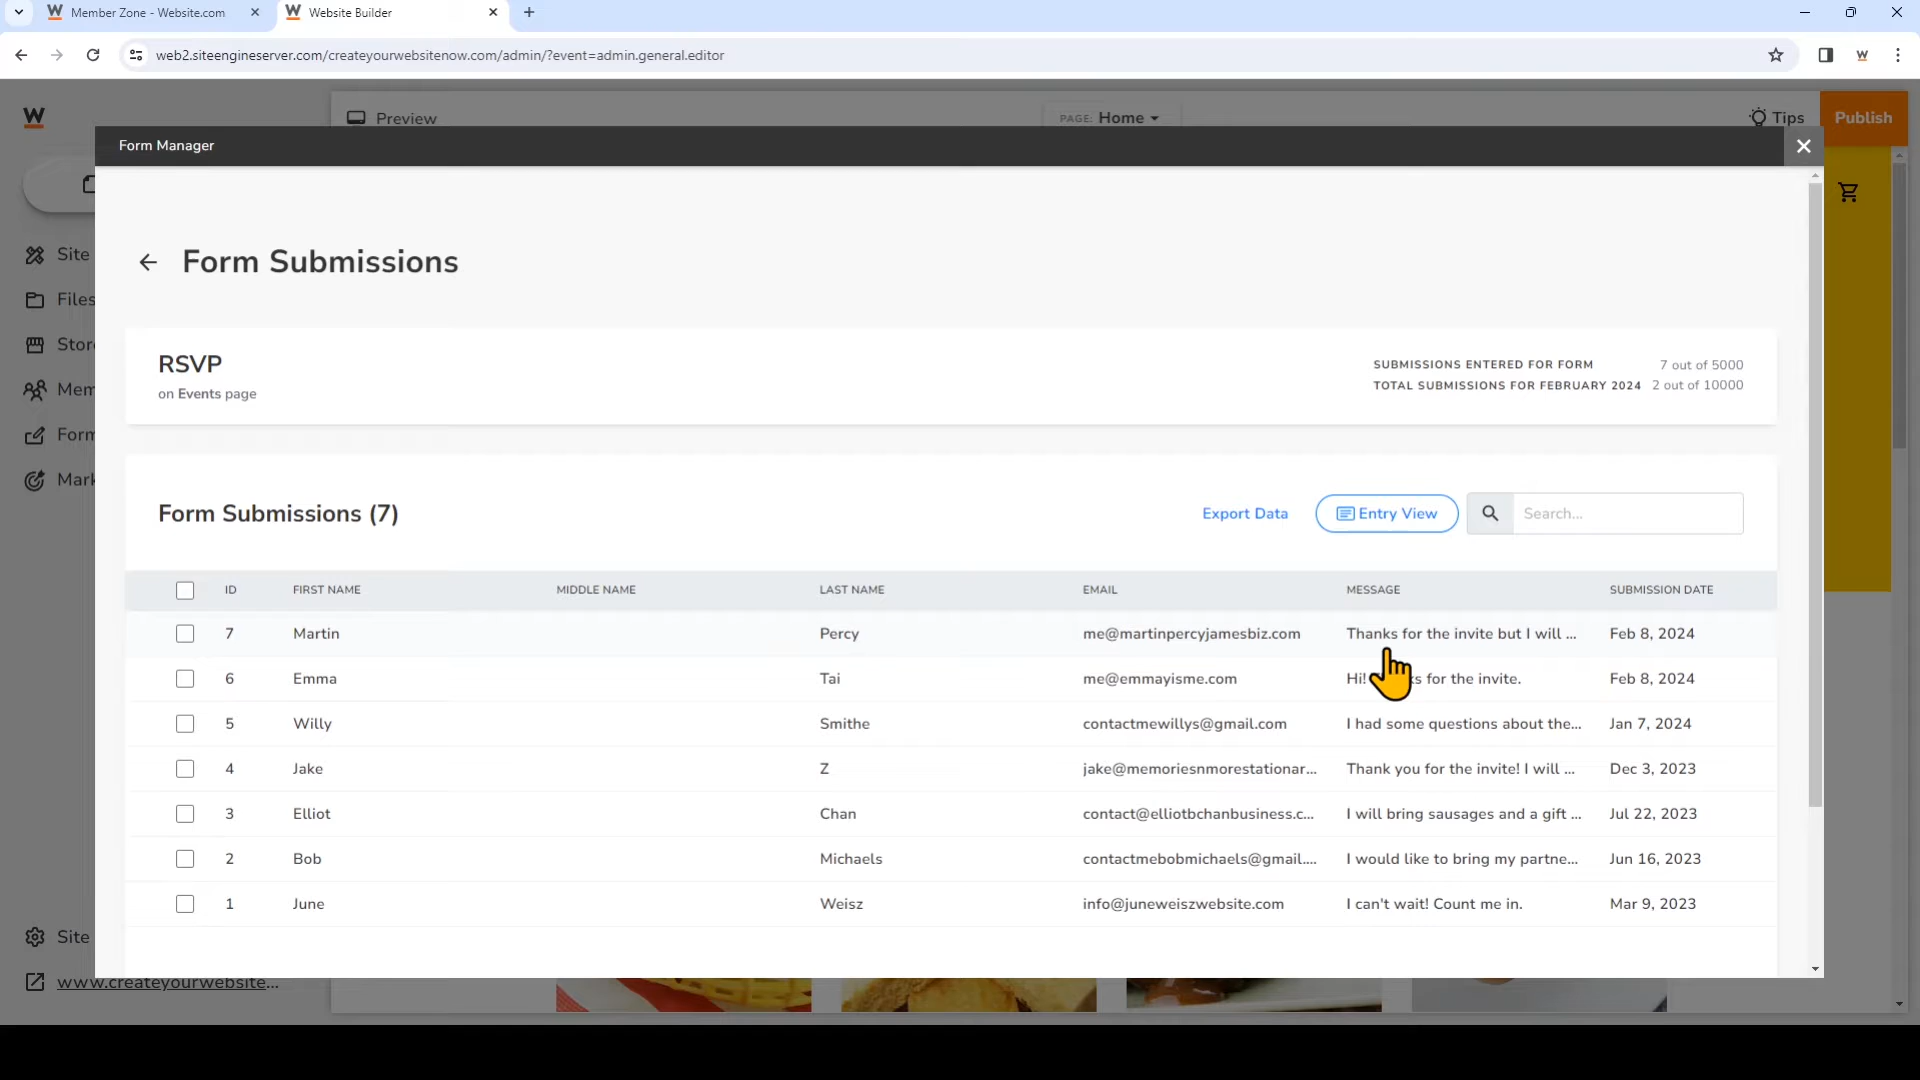 Member Zone - Website.com
Website Builder
web2.siteengineserver.com/createyourwebsitenow.com/admin/?event=admin.general.editor
W
Preview
PAGE: Home
Tips
Publish
Form Manager
Site
Files
Store
Mem
Form
Mark
Site
www.createyourwebsite...
Form Submissions
RSVP
on Events page
SUBMISSIONS ENTERED FOR FORM 7 out of 5000
TOTAL SUBMISSIONS FOR FEBRUARY 2024 2 out of 10000
Form Submissions (7)
Export Data
Entry View
Search...
ID FIRST NAME MIDDLE NAME LAST NAME EMAIL MESSAGE SUBMISSION DATE
7 Martin Percy me@martinpercyjamesbiz.com Thanks for the invite but I will ... Feb 8, 2024
6 Emma Tai me@emmayisme.com Hi! s for the invite. Feb 8, 2024
5 Willy Smithe contactmewillys@gmail.com I had some questions about the... Jan 7, 2024
4 Jake Z jake@memoriesnmorestationar... Thank you for the invite! I will ... Dec 3, 2023
3 Elliot Chan contact@elliotbchanbusiness.c... I will bring sausages and a gift ... Jul 22, 2023
2 Bob Michaels contactmebobmichaels@gmail.... I would like to bring my partne... Jun 16, 2023
1 June Weisz info@juneweiszwebsite.com I can't wait! Count me in. Mar 9, 2023